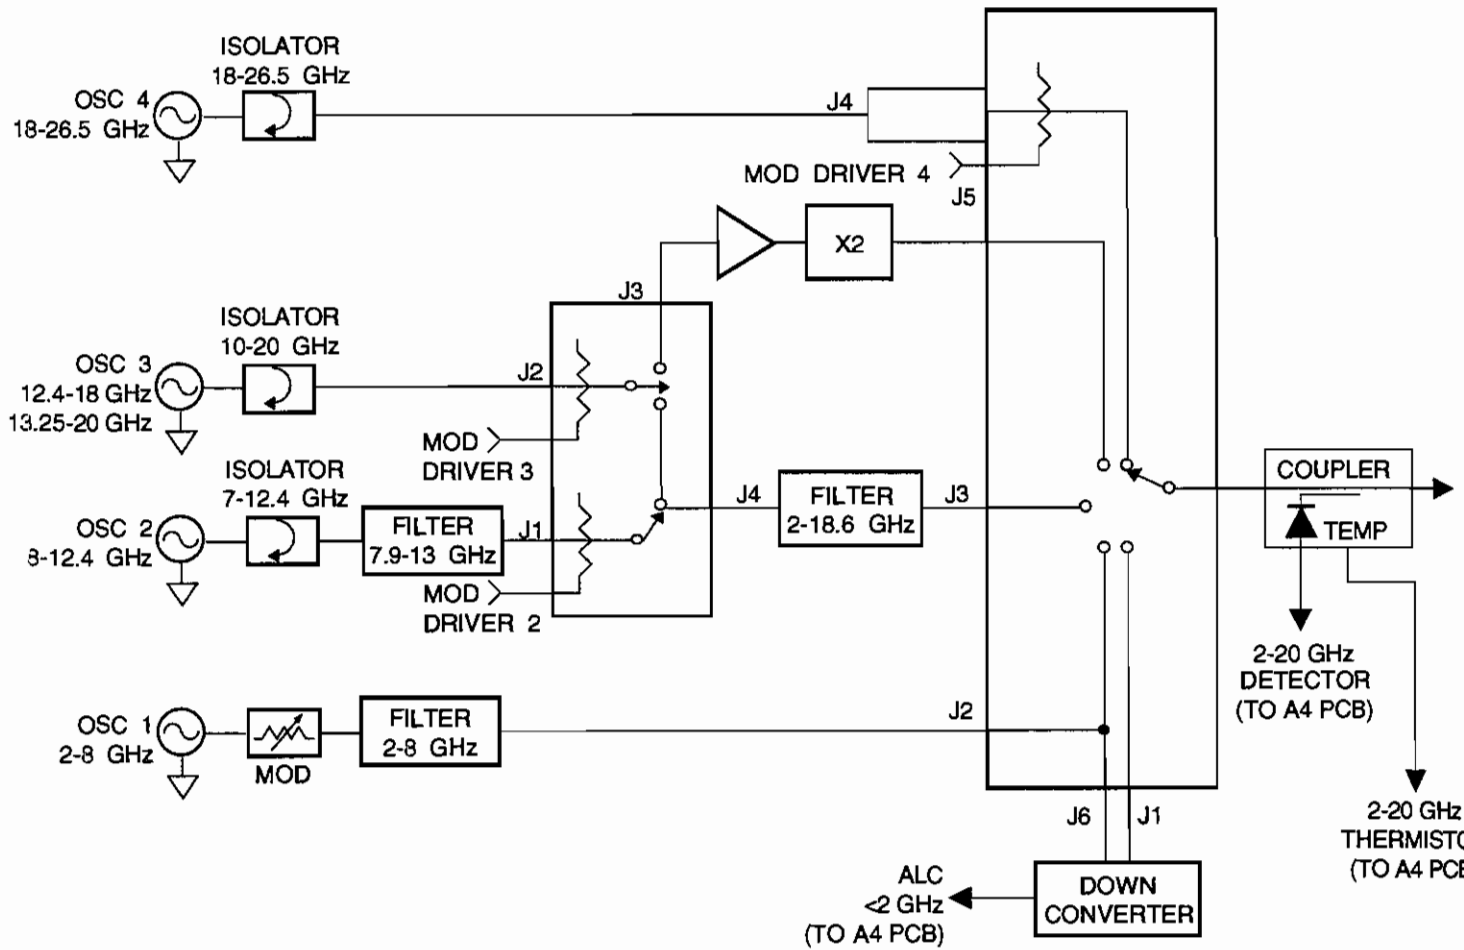 ISOLATOR
18-26.5 GHz
OSC 4
18-26.5 GHz
J4
MOD DRIVER 4
J5
X2
J3
ISOLATOR
10-20 GHz
OSC 3
12.4-18 GHz
13.25-20 GHz
J2
MOD
DRIVER 3
ISOLATOR
7-12.4 GHz
OSC 2
8-12.4 GHz
FILTER
7.9-13 GHz
J1
MOD
DRIVER 2
J4
FILTER
2-18.6 GHz
J3
COUPLER
TEMP
2-20 GHz
DETECTOR
(TO A4 PCB)
OSC 1
2-8 GHz
MOD
FILTER
2-8 GHz
J2
J6
J1
2-20 GHz
THERMISTO
(TO A4 PCB
ALC
<2 GHz
(TO A4 PCB)
DOWN
CONVERTER